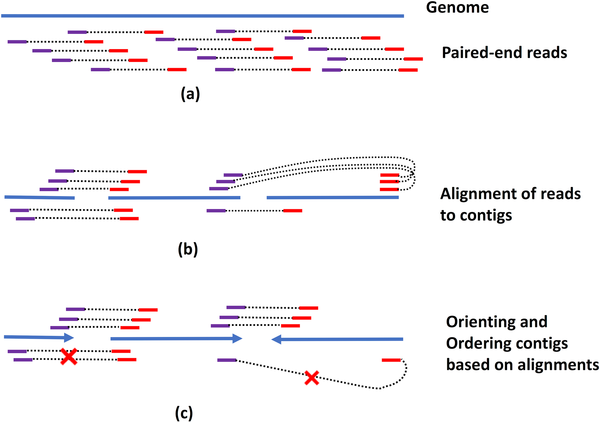 Genome
Paired-end reads
(a)
Alignment of reads
to contigs
(b)
Orienting and
Ordering contigs
based on alignments
(c)